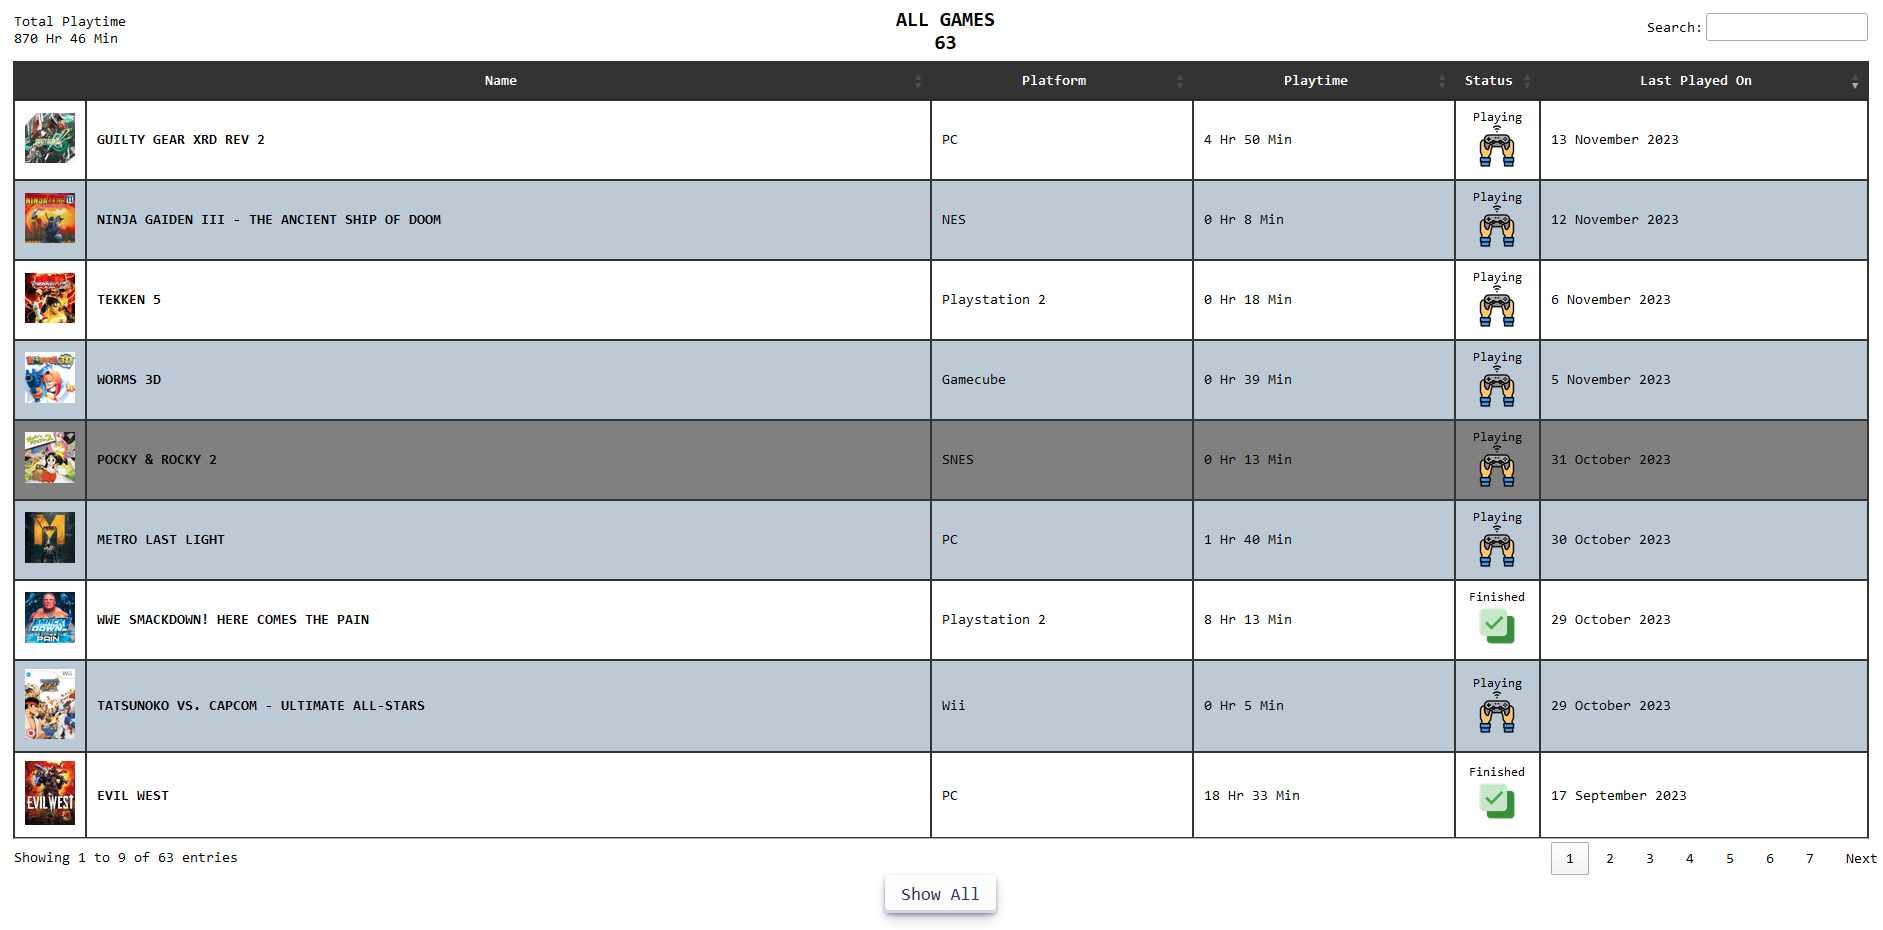 Total Playtime
870 Hr 46 Min
ALL GAMES
63
Search:
Name Platform Playtime Status Last Played On
GUILTY GEAR XRD REV 2 PC 4 Hr 50 Min Playing 13 November 2023
NINJA GAIDEN III - THE ANCIENT SHIP OF DOOM NES 0 Hr 8 Min Playing 12 November 2023
TEKKEN 5 Playstation 2 0 Hr 18 Min Playing 6 November 2023
WORMS 3D Gamecube 0 Hr 39 Min Playing 5 November 2023
POCKY & ROCKY 2 SNES 0 Hr 13 Min Playing 31 October 2023
METRO LAST LIGHT PC 1 Hr 40 Min Playing 30 October 2023
WWE SMACKDOWN! HERE COMES THE PAIN Playstation 2 8 Hr 13 Min Finished 29 October 2023
TATSUNOKO VS. CAPCOM - ULTIMATE ALL-STARS Wii 0 Hr 5 Min Playing 29 October 2023
EVIL WEST
EVIL WEST PC 18 Hr 33 Min Finished 17 September 2023
Showing 1 to 9 of 63 entries
1 2 3 4 5 6 7 Next
Show All